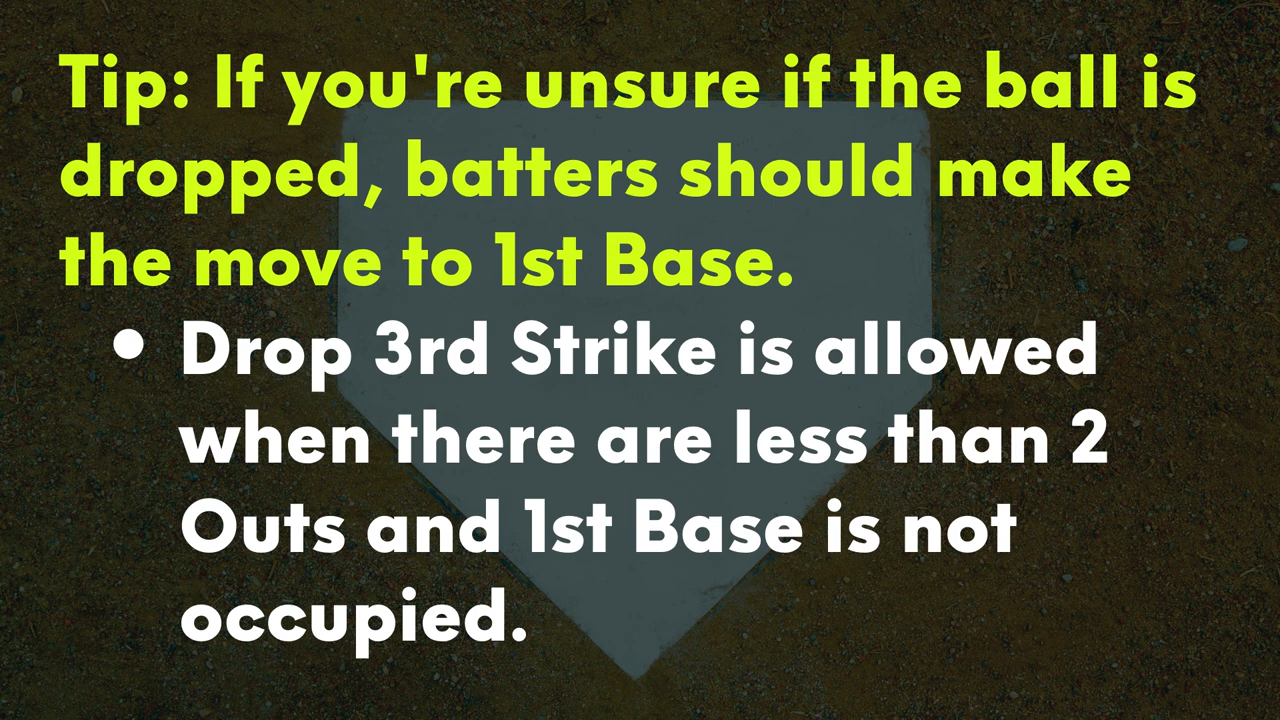 Tip: If you're unsure if the ball is
dropped, batters should make
the move to 1st Base.
• Drop 3rd Strike is allowed
when there are less than 2
Outs and 1st Base is not
occupied.